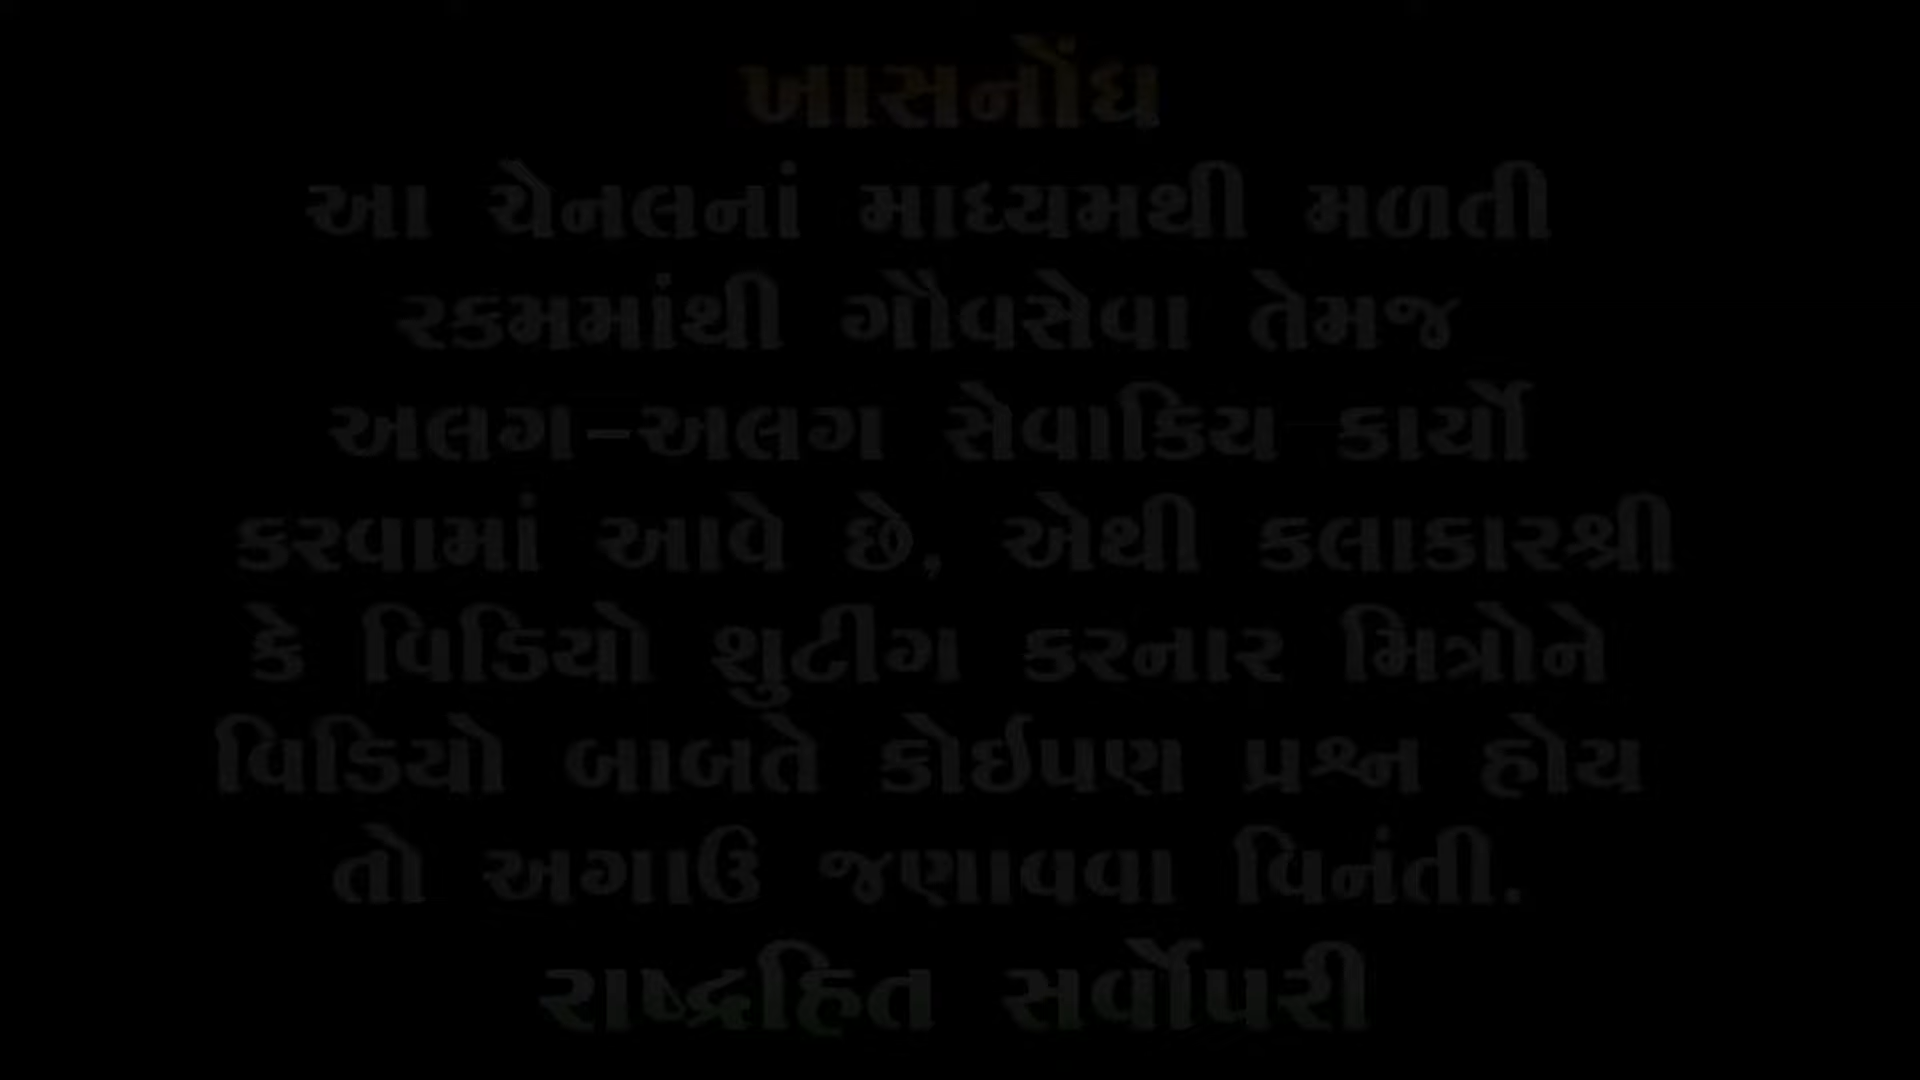 ખાસનોંધ
આ ચેનલનાં માધ્યમથી મળતી
રકમમાંથી ગૌવસેવા તેમજ
અલગ-અલગ સેવાકિય કાર્યો
કરવામાં આવે છે, એથી કલાકારશ્રી
કે વિડિયો શુટીંગ કરનાર મિત્રોને
વિડિયો બાબતે કોઈપણ પ્રશ્ન હોય
તો અગાઉ જણાવવા વિનંતી.
રાષ્દ્રહિત સર્વોપરી